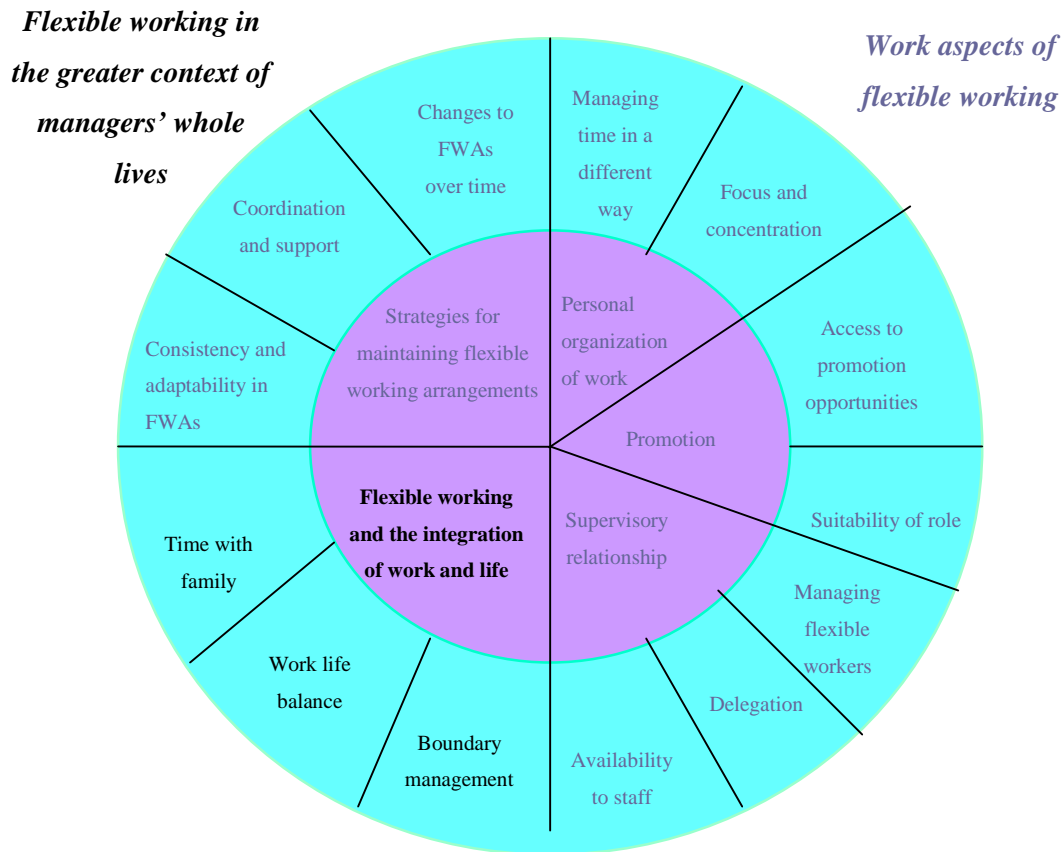 Flexible working in
the greater context of
managers’ whole
lives
Work aspects of
flexible working
Changes to
FWAs
over time
Managing
time in a
different
way
Focus and
concentration
Coordination
and support
Consistency and
adaptability in
FWAs
Access to
promotion
opportunities
Strategies for
maintaining flexible
working arrangements
Personal
organization
of work
Promotion
Flexible working
and the integration
of work and life
Supervisory
relationship
Suitability of role
Managing
flexible
workers
Delegation
Availability
to staff
Time with
family
Work life
balance
Boundary
management